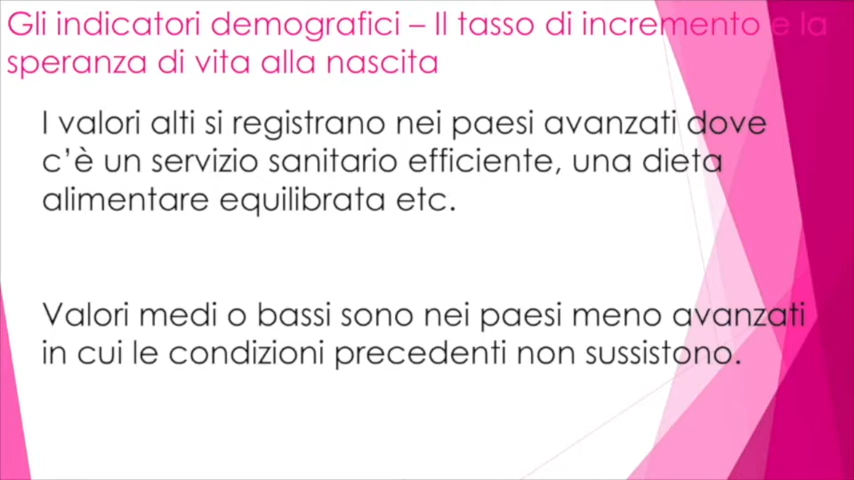 Gli indicatori demografici – Il tasso di incremento e la
speranza di vita alla nascita
I valori alti si registrano nei paesi avanzati dove
c'è un servizio sanitario efficiente, una dieta
alimentare equilibrata etc.
Valori medi o bassi sono nei paesi meno avanzati
in cui le condizioni precedenti non sussistono.